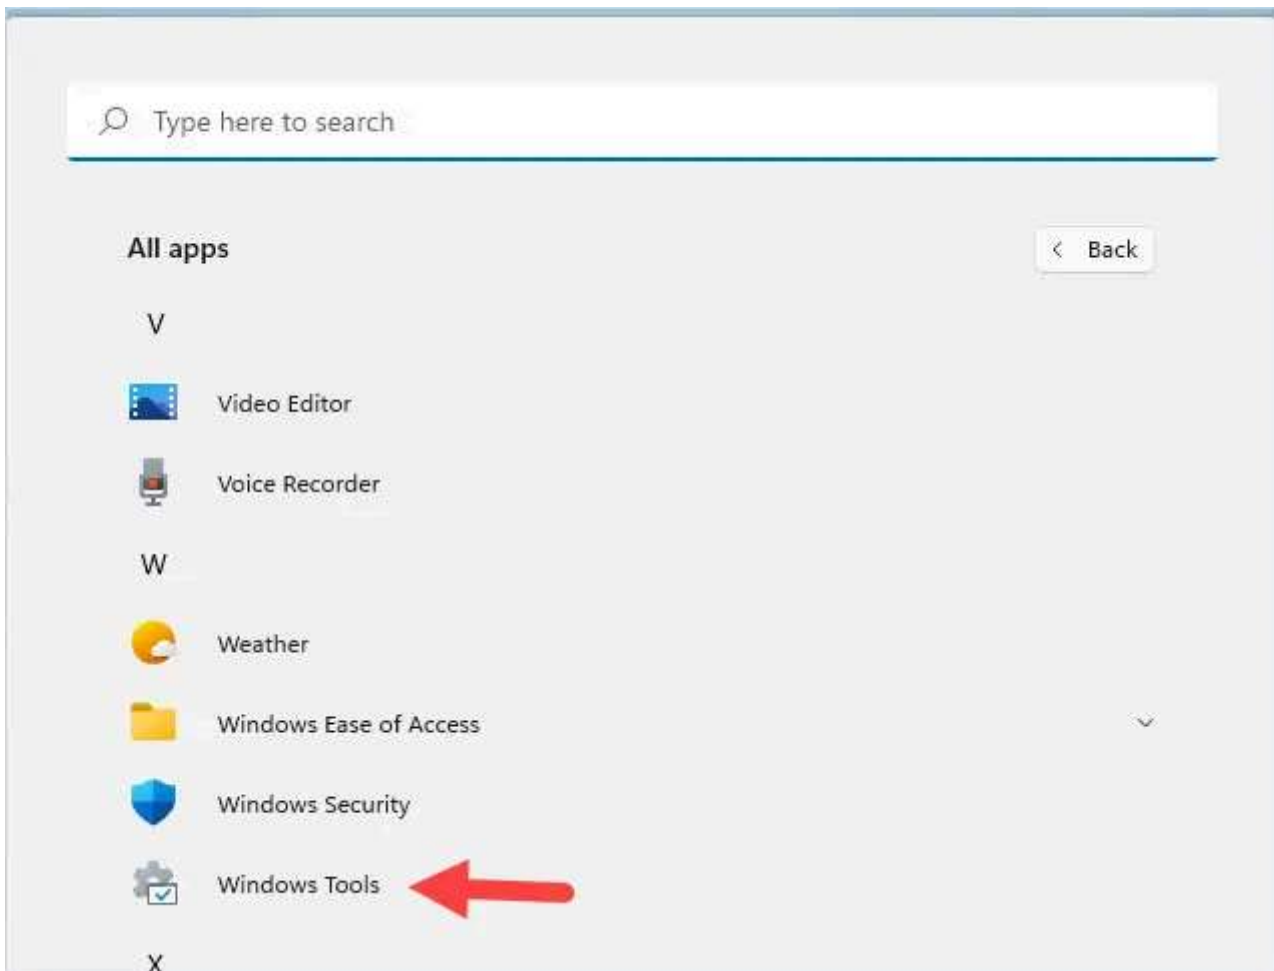 Type here to search
All apps
< Back
V
Video Editor
Voice Recorder
W
Weather
Windows Ease of Access
Windows Security
Windows Tools
X